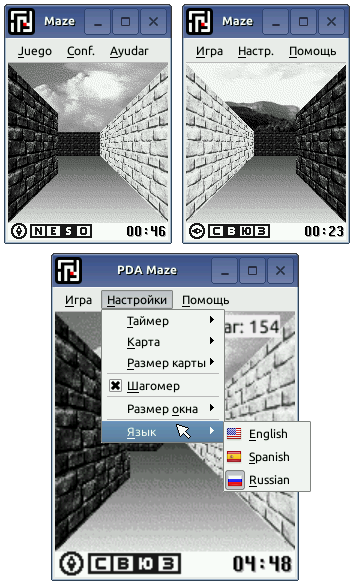 Maze
Juego Conf. Ayudar
N E S O 00:46
Maze
Игра Настр. Помощь
С В Ю З 00:23
PDA Maze
Игра Настройки Помощь
Таймер
аг: 154
Карта
Размер карты
Шагомер
Размер окна
Язык
English
Spanish
Russian
С В Ю З 04:48